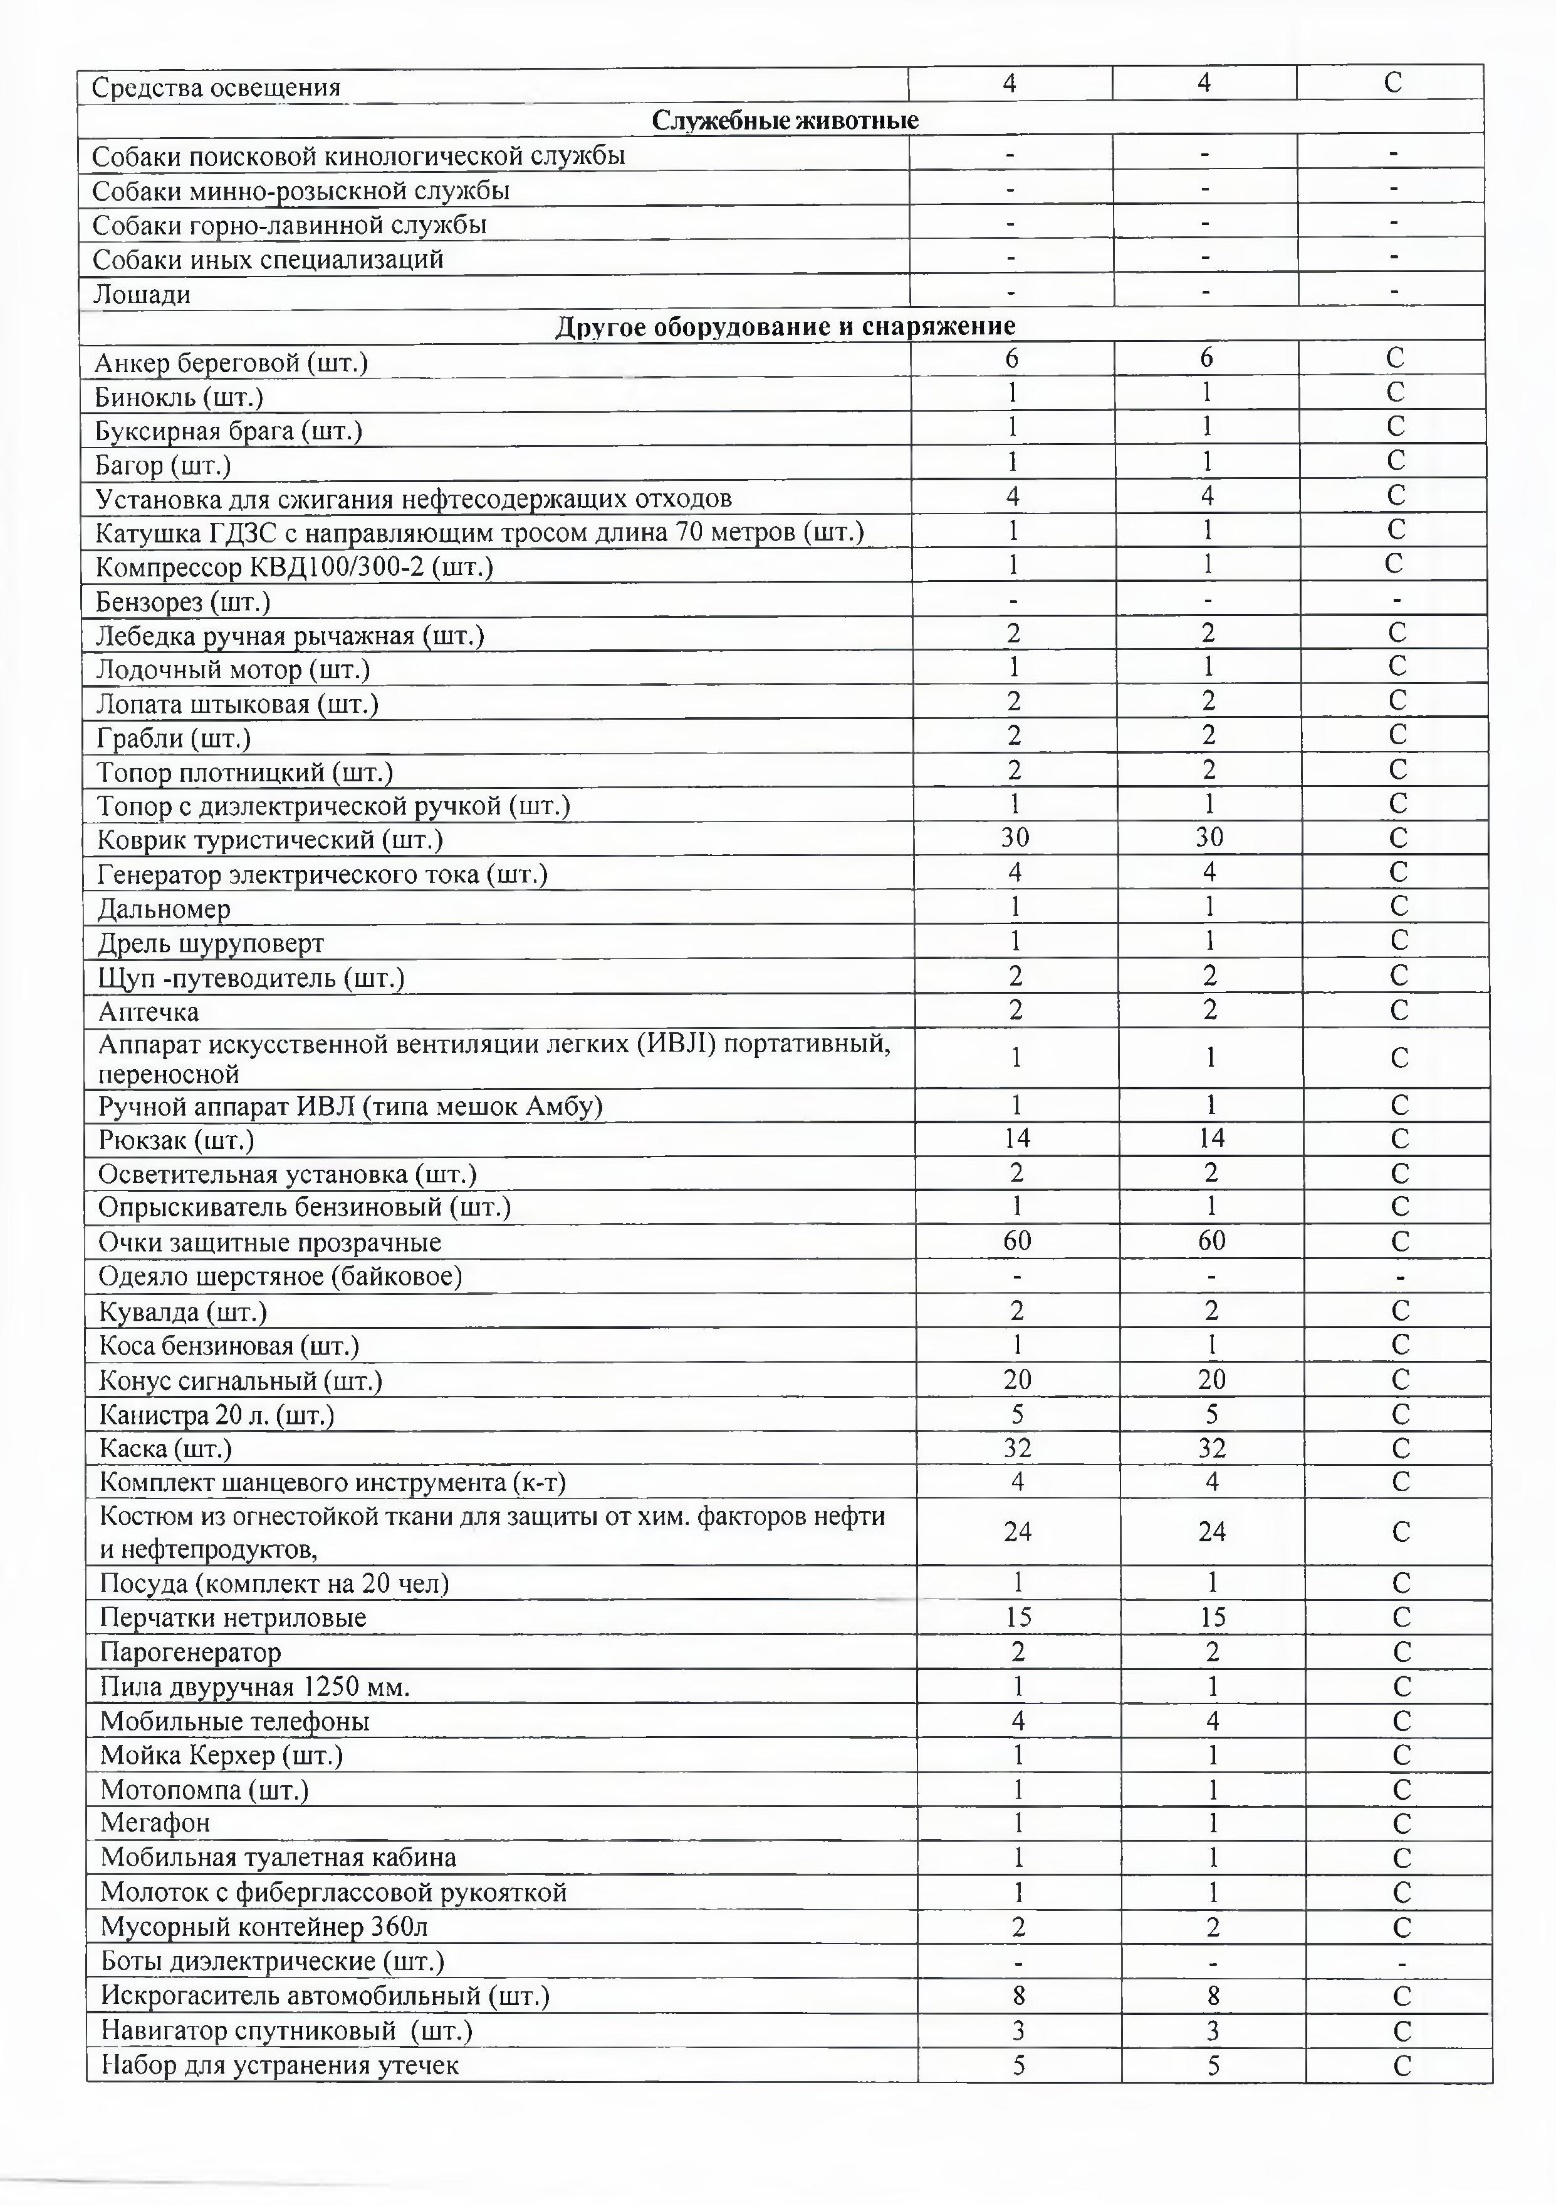 Средства освещения 4 4 С
Служебные животные
Собаки поисковой кинологической службы - - -
Собаки минно-розыскной службы - - -
Собаки горно-лавинной службы - - -
Собаки иных специализаций - - -
Лошади - - -
Другое оборудование и снаряжение
Анкер береговой (шт.) 6 6 С
Бинокль (шт.) 1 1 С
Буксирная брага (шт.) 1 1 С
Багор (шт.) 1 1 С
Установка для сжигания нефтесодержащих отходов 4 4 С
Катушка ГДЗС с направляющим тросом длина 70 метров (шт.) 1 1 С
Компрессор КВД100/300-2 (шт.) 1 1 С
Бензорез (шт.) - - -
Лебедка ручная рычажная (шт.) 2 2 С
Лодочный мотор (шт.) 1 1 С
Лопата штыковая (шт.) 2 2 С
Грабли (шт.) 2 2 С
Топор плотницкий (шт.) 2 2 С
Топор с диэлектрической ручкой (шт.) 1 1 С
Коврик туристический (шт.) 30 30 С
Генератор электрического тока (шт.) 4 4 С
Дальномер 1 1 С
Дрель шуруповерт 1 1 С
Щуп -путеводитель (шт.) 2 2 С
Аптечка 2 2 С
Аппарат искусственной вентиляции легких (ИВЛ) портативный,
переносной 1 1 С
Ручной аппарат ИВЛ (типа мешок Амбу) 1 1 С
Рюкзак (шт.) 14 14 С
Осветительная установка (шт.) 2 2 С
Опрыскиватель бензиновый (шт.) 1 1 С
Очки защитные прозрачные 60 60 С
Одеяло шерстяное (байковое) - - -
Кувалда (шт.) 2 2 С
Коса бензиновая (шт.) 1 1 С
Конус сигнальный (шт.) 20 20 С
Канистра 20 л. (шт.) 5 5 С
Каска (шт.) 32 32 С
Комплект шанцевого инструмента (к-т) 4 4 С
Костюм из огнестойкой ткани для защиты от хим. факторов нефти
и нефтепродуктов, 24 24 С
Посуда (комплект на 20 чел) 1 1 С
Перчатки нетриловые 15 15 С
Парогенератор 2 2 С
Пила двуручная 1250 мм. 1 1 С
Мобильные телефоны 4 4 С
Мойка Керхер (шт.) 1 1 С
Мотопомпа (шт.) 1 1 С
Мегафон 1 1 С
Мобильная туалетная кабина 1 1 С
Молоток с фиберглассовой рукояткой 1 1 С
Мусорный контейнер 360л 2 2 С
Боты диэлектрические (шт.) - - -
Искрогаситель автомобильный (шт.) 8 8 С
Навигатор спутниковый (шт.) 3 3 С
Набор для устранения утечек 5 5 С